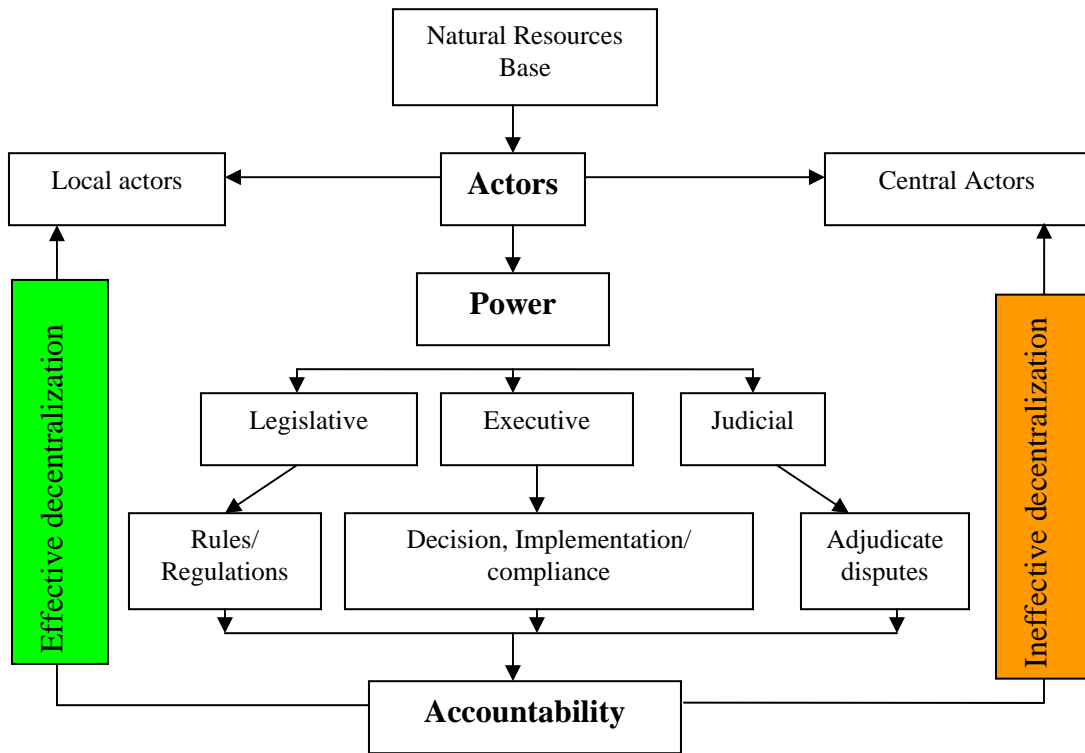 Natural Resources
Base
Local actors
Actors
Central Actors
Power
Effective decentralization
Ineffective decentralization
Legislative
Executive
Judicial
Rules/
Regulations
Decision, Implementation/
compliance
Adjudicate
disputes
Accountability